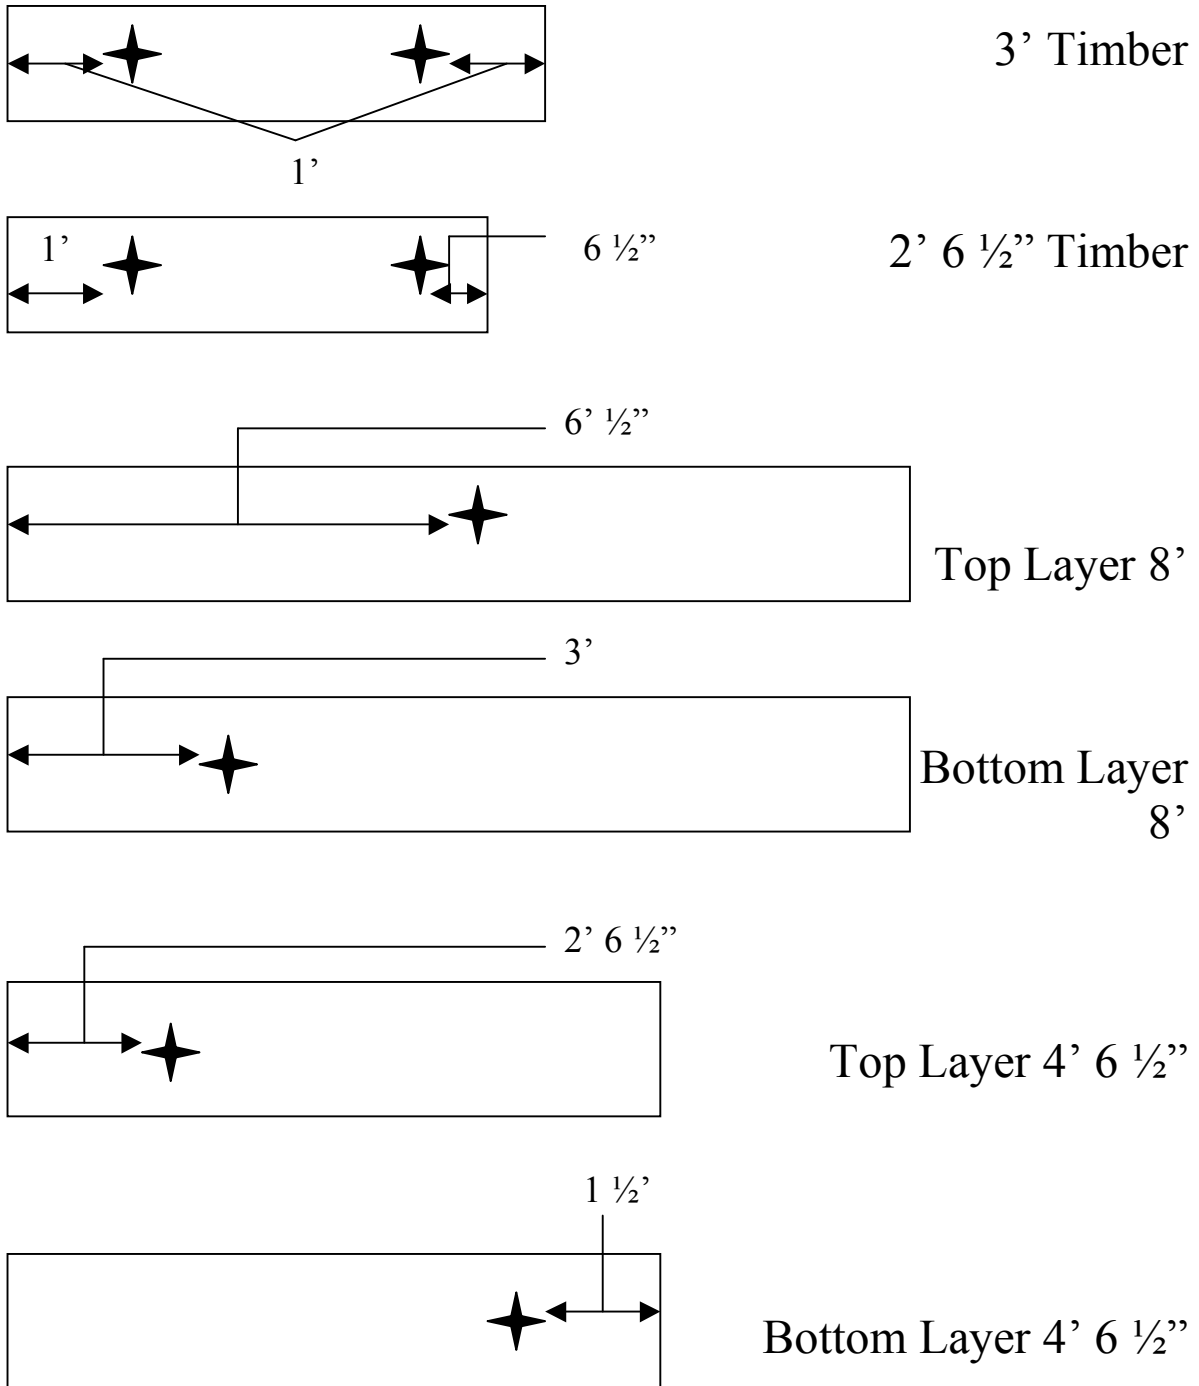 3’ Timber
1’
1’
6 ½”
2’ 6 ½” Timber
6’ ½”
Top Layer 8’
3’
Bottom Layer
8’
2’ 6 ½”
Top Layer 4’ 6 ½”
1 ½’
Bottom Layer 4’ 6 ½”